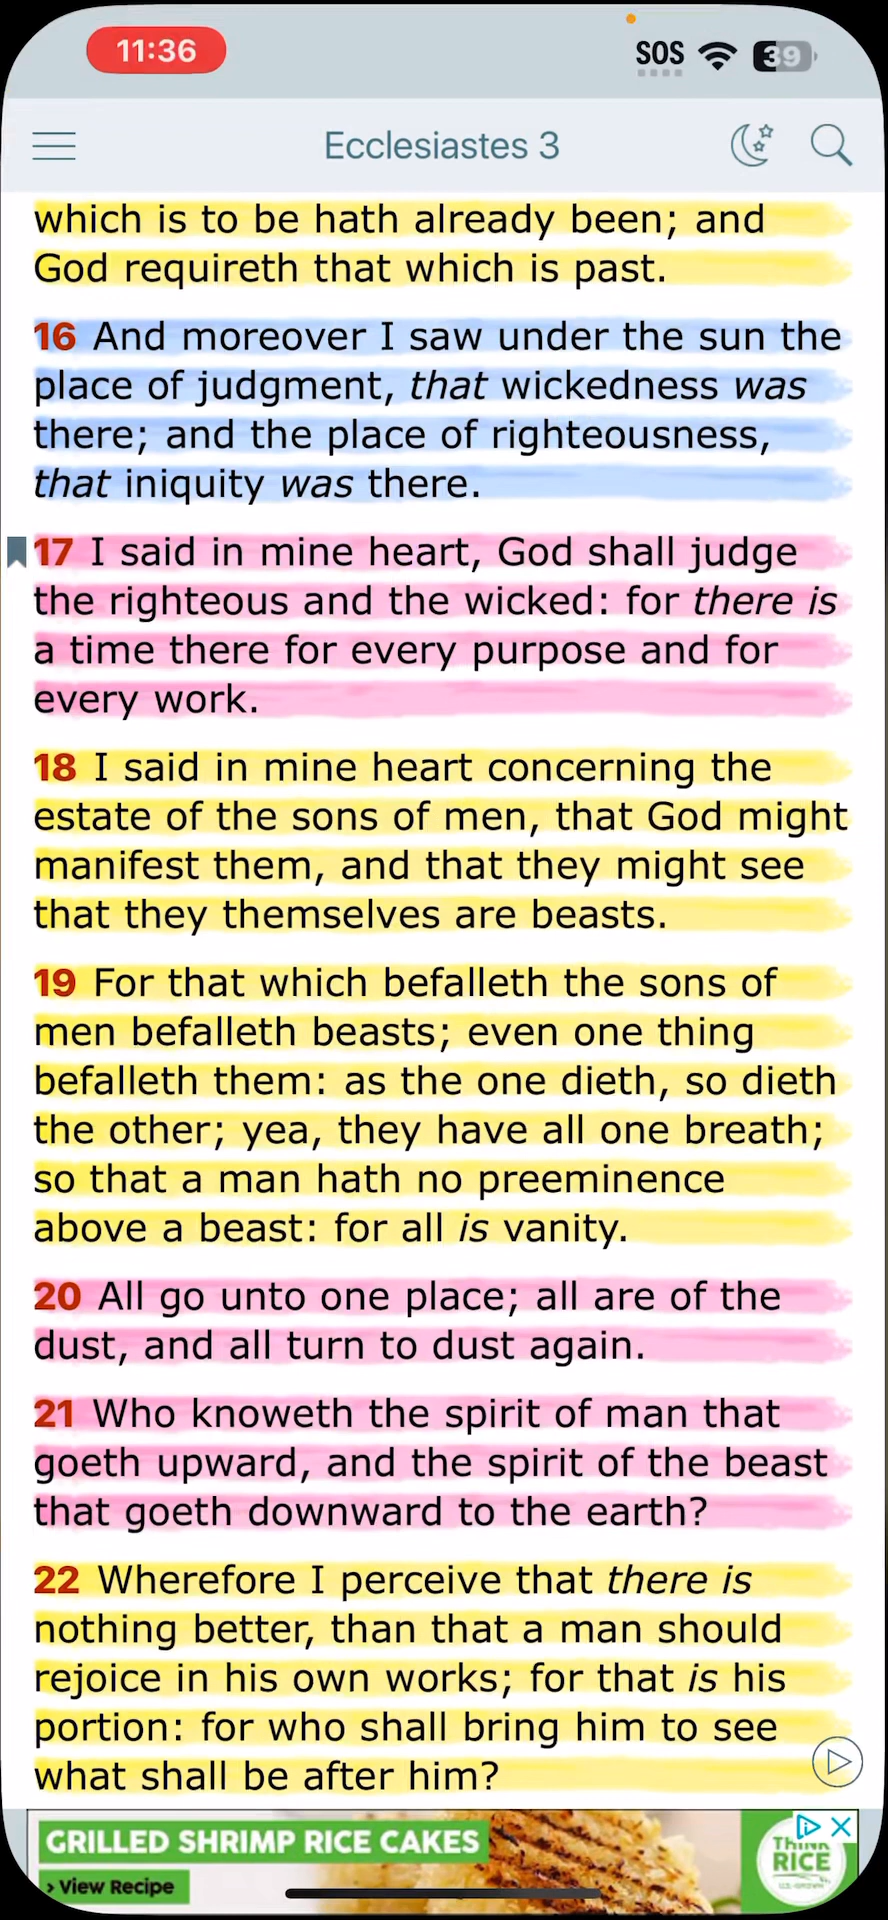 11:36
SOS
39
Ecclesiastes 3
which is to be hath already been; and
God requireth that which is past.
16 And moreover I saw under the sun the
place of judgment, that wickedness was
there; and the place of righteousness,
that iniquity was there.
17 I said in mine heart, God shall judge
the righteous and the wicked: for there is
a time there for every purpose and for
every work.
18 I said in mine heart concerning the
estate of the sons of men, that God might
manifest them, and that they might see
that they themselves are beasts.
19 For that which befalleth the sons of
men befalleth beasts; even one thing
befalleth them: as the one dieth, so dieth
the other; yea, they have all one breath;
so that a man hath no preeminence
above a beast: for all is vanity.
20 All go unto one place; all are of the
dust, and all turn to dust again.
21 Who knoweth the spirit of man that
goeth upward, and the spirit of the beast
that goeth downward to the earth?
22 Wherefore I perceive that there is
nothing better, than that a man should
rejoice in his own works; for that is his
portion: for who shall bring him to see
what shall be after him?
GRILLED SHRIMP RICE CAKES
› View Recipe
THINK
RICE